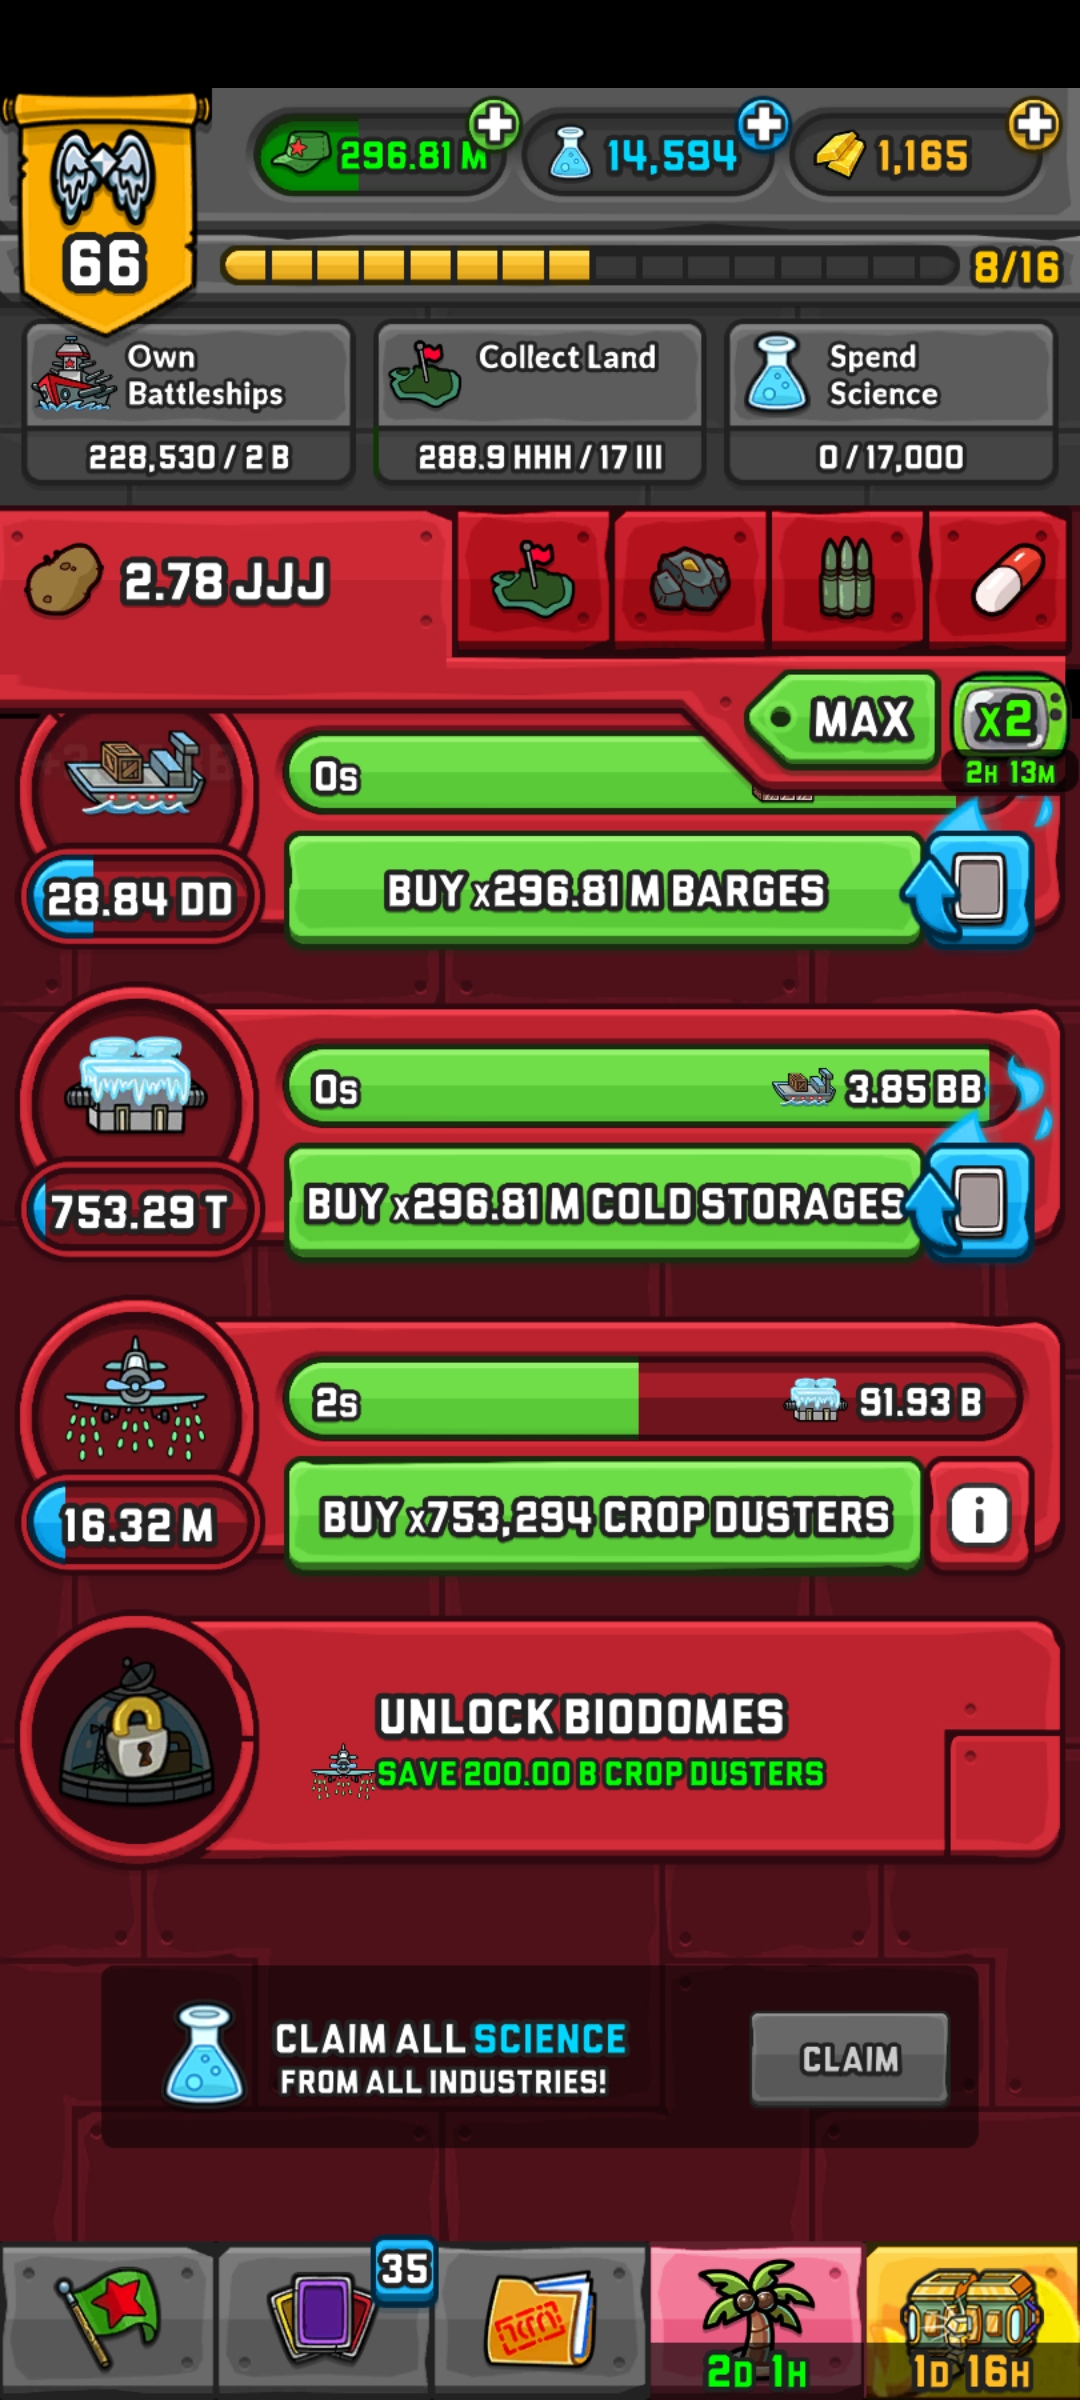 296.81 M
14,594
1,165
66
8/16
Own
Battleships
228,530 / 2 B
Collect Land
288.9 HHH / 17 III
Spend
Science
0 / 17,000
2.78 JJJ
MAX
x2
2H 13M
0s
28.84 DD
BUY x296.81 M BARGES
0s
3.85 BB
753.29 T
BUY x296.81 M COLD STORAGES
2s
91.93 B
16.32 M
BUY x753,294 CROP DUSTERS
i
UNLOCK BIODOMES
SAVE 200.00 B CROP DUSTERS
CLAIM ALL SCIENCE
FROM ALL INDUSTRIES!
CLAIM
35
2D 1H
1D 16H